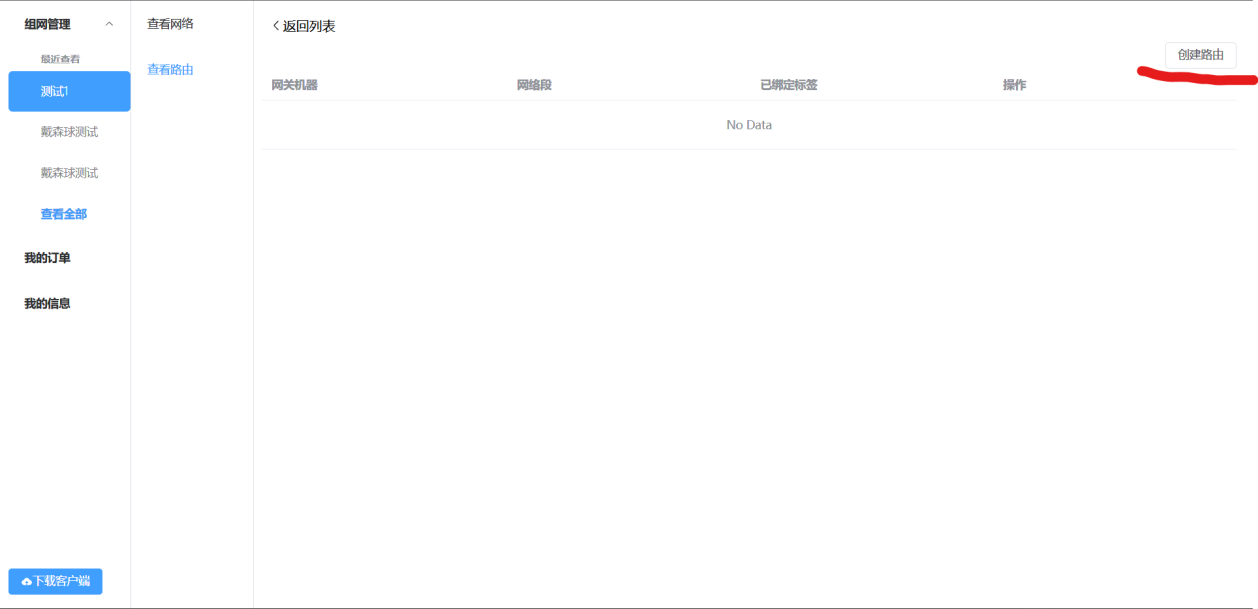 组网管理
最近查看
测试1
戴森球测试
戴森球测试
查看全部
我的订单
我的信息
下载客户端
查看网络
查看路由
返回列表
创建路由
网关机器 网络段 已绑定标签 操作
No Data